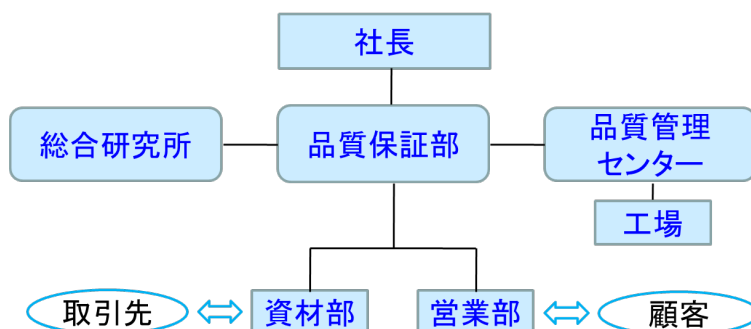 社長
総合研究所
品質保証部
品質管理
センター
工場
取引先
資材部
営業部
顧客